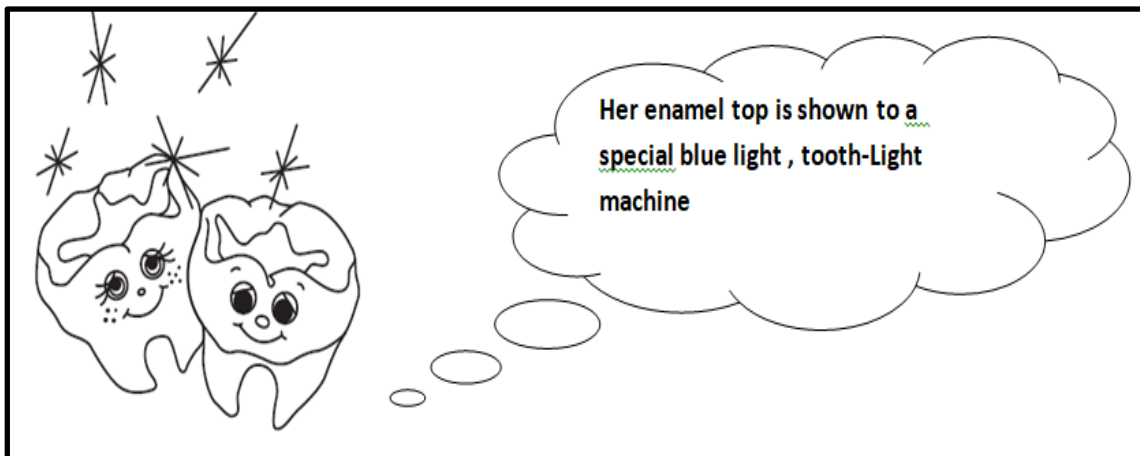 Her enamel top is shown to a
special blue light , tooth-Light
machine